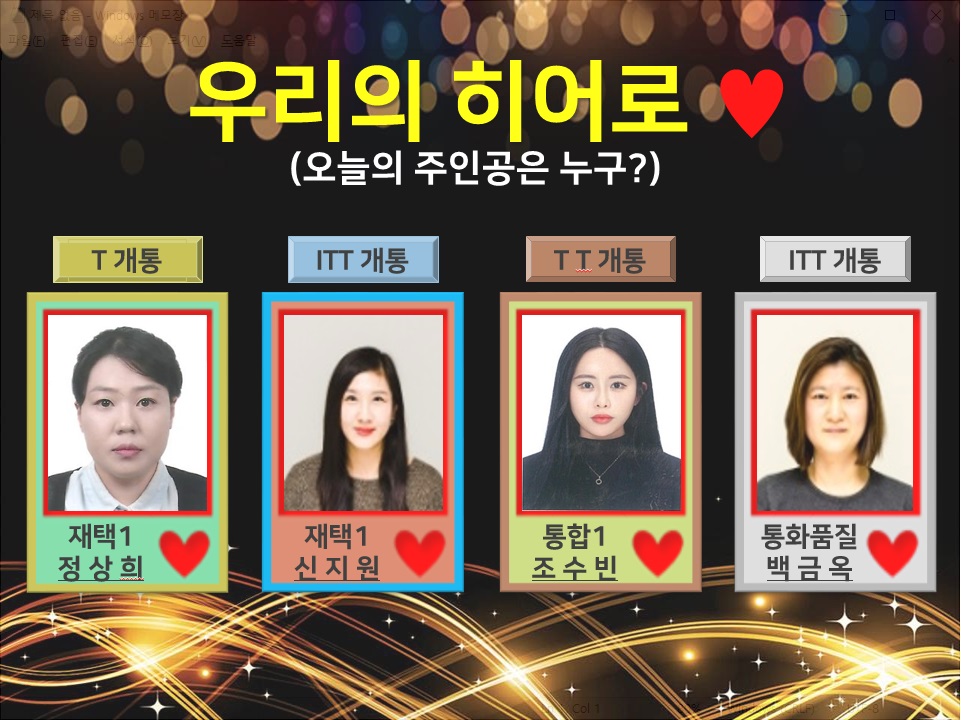 우리의 히어로 ♥
(오늘의 주인공은 누구?)
T 개통
ITT 개통
T T 개통
ITT 개통
재택1
정 상 희
재택1
신 지 원
통합1
조 수 빈
통화품질
백 금 옥